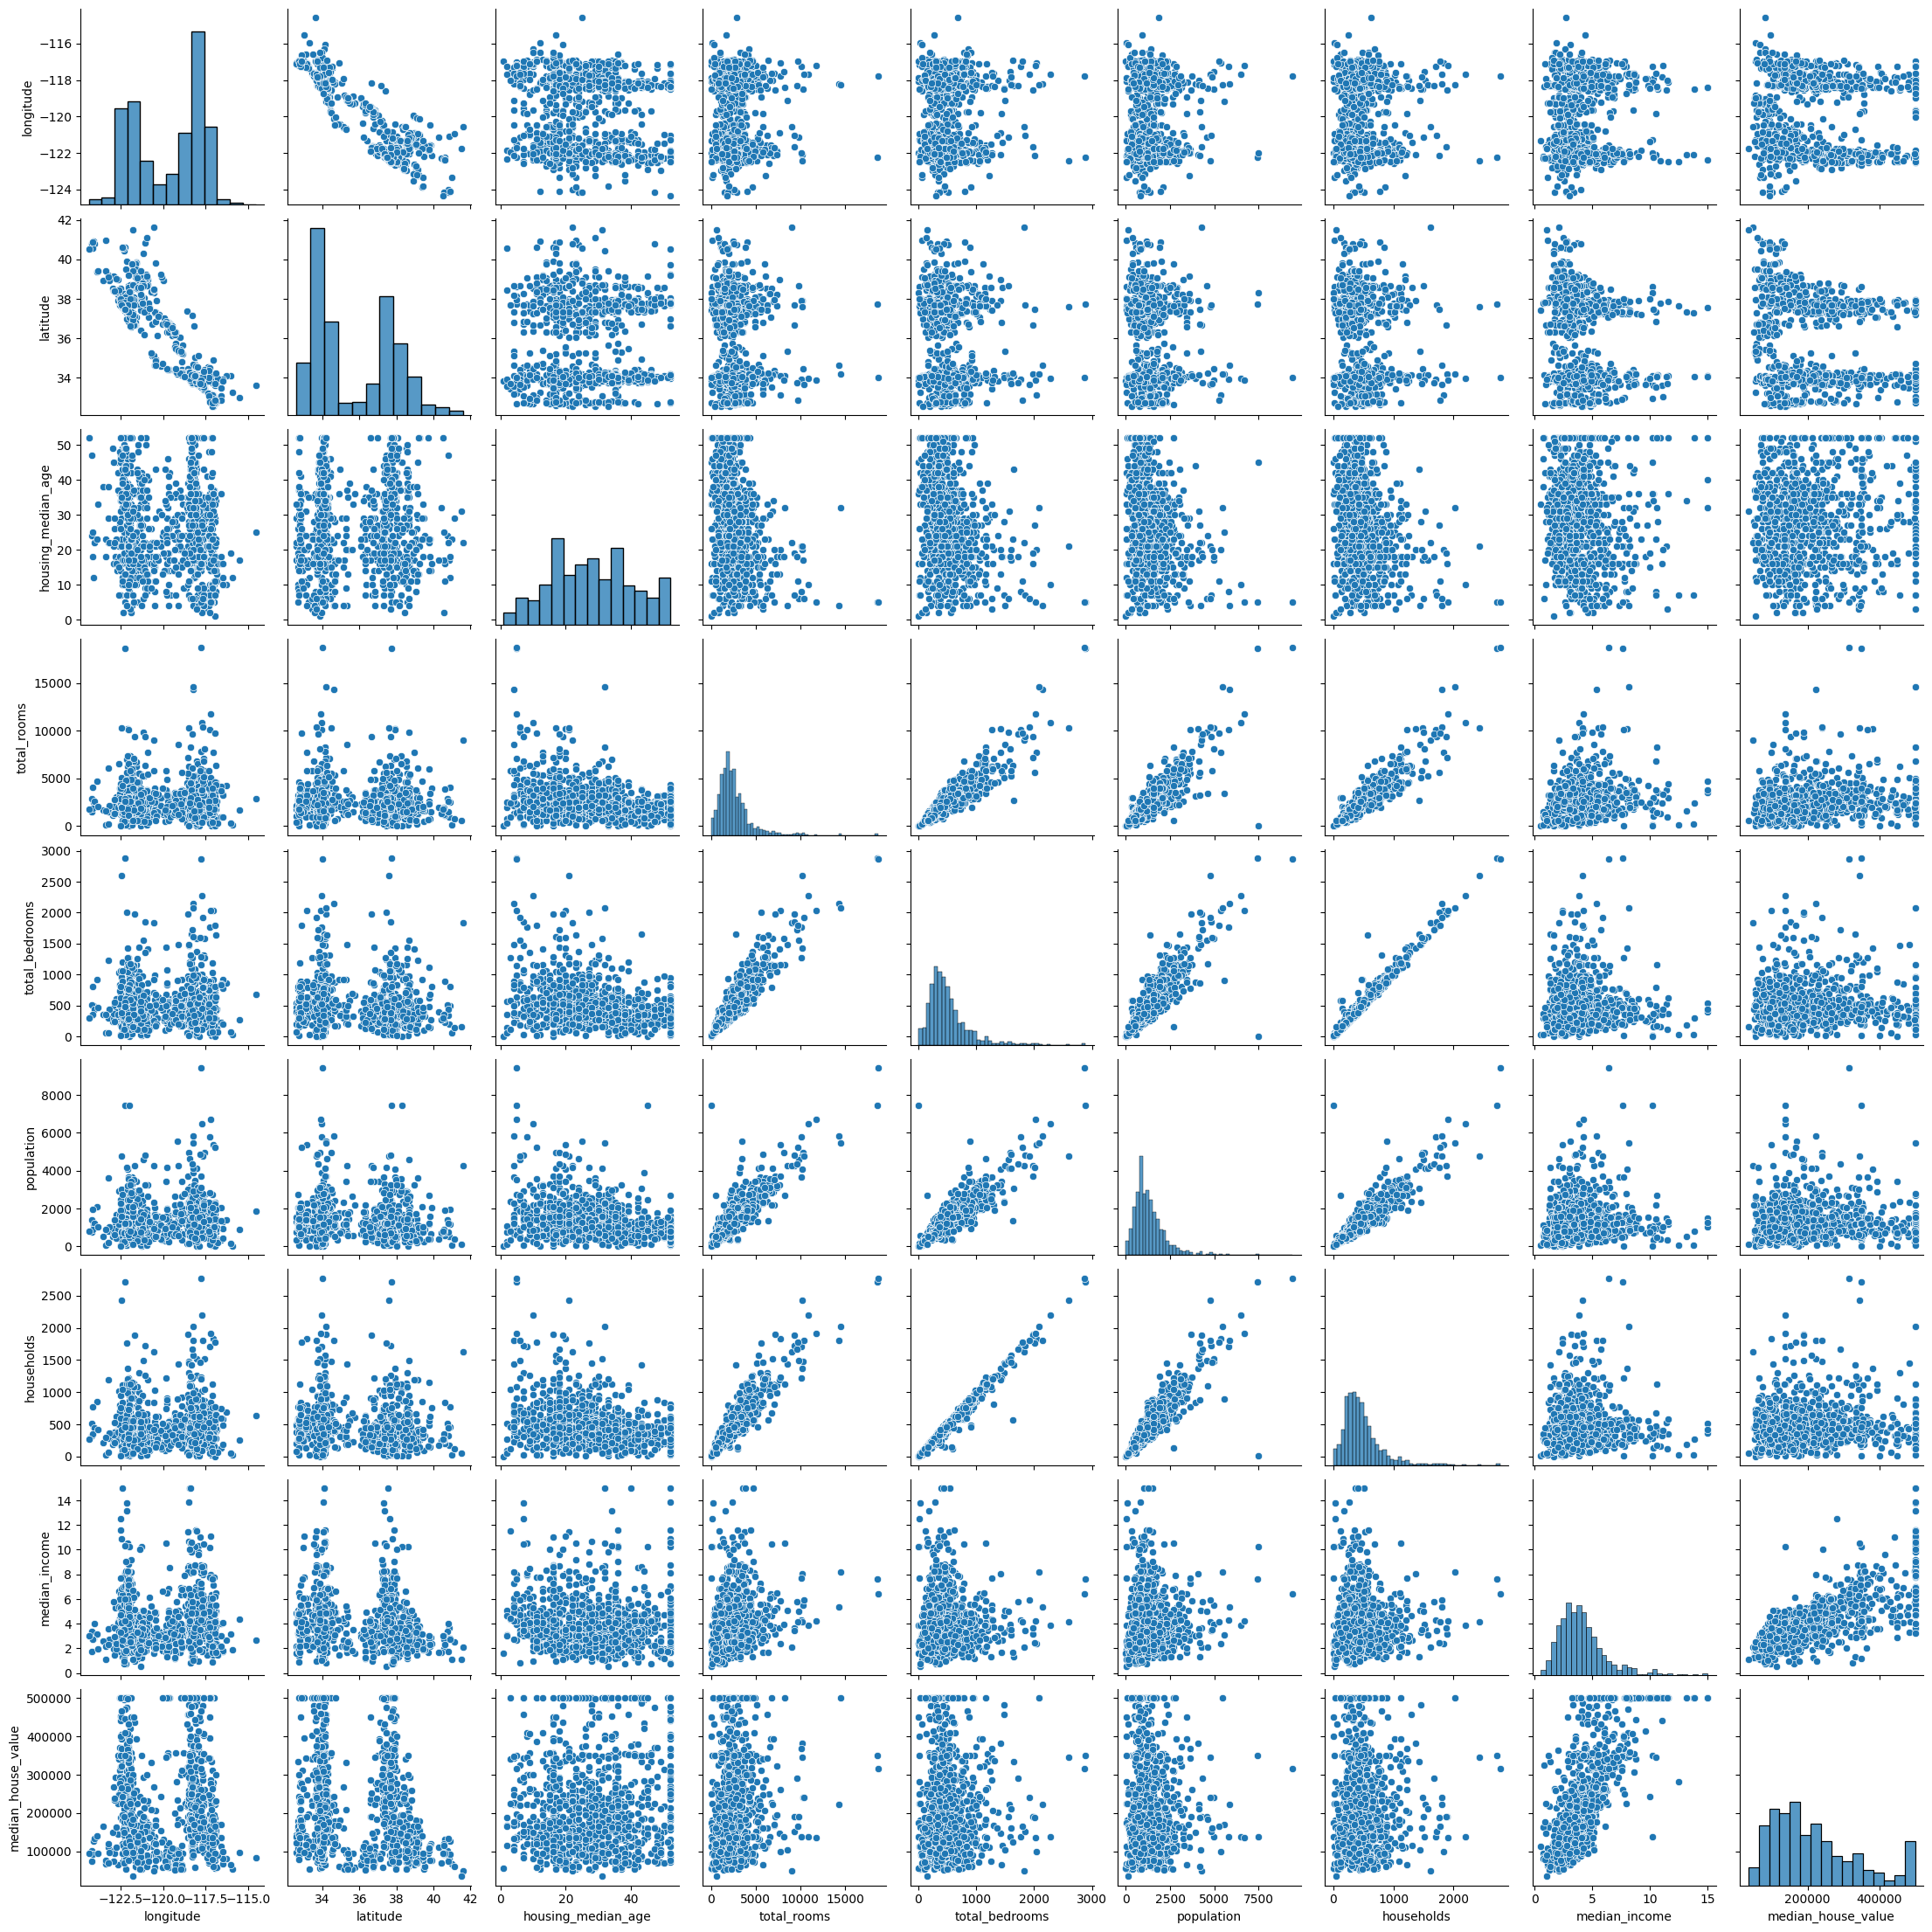 −116
−118
−120
−122
−124
longitude
42
40
38
36
34
latitude
50
40
30
20
10
0
housing_median_age
15000
10000
5000
0
total_rooms
3000
2500
2000
1500
1000
500
0
total_bedrooms
8000
6000
4000
2000
0
population
2500
2000
1500
1000
500
0
households
14
12
10
8
6
4
2
0
median_income
500000
400000
300000
200000
100000
median_house_value
−122.5−120.0−117.5−115.0
longitude
34 36 38 40 42
latitude
0 20 40
housing_median_age
0 5000 10000 15000
total_rooms
0 1000 2000 3000
total_bedrooms
0 2500 5000 7500
population
0 1000 2000
households
0 5 10 15
median_income
200000 400000
median_house_value